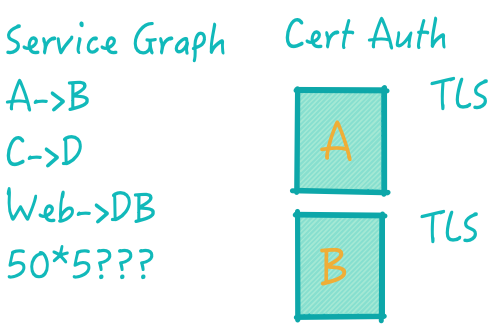 Service Graph
A->B
C->D
Web->DB
50*5???
Cert Auth
TLS
A
TLS
B